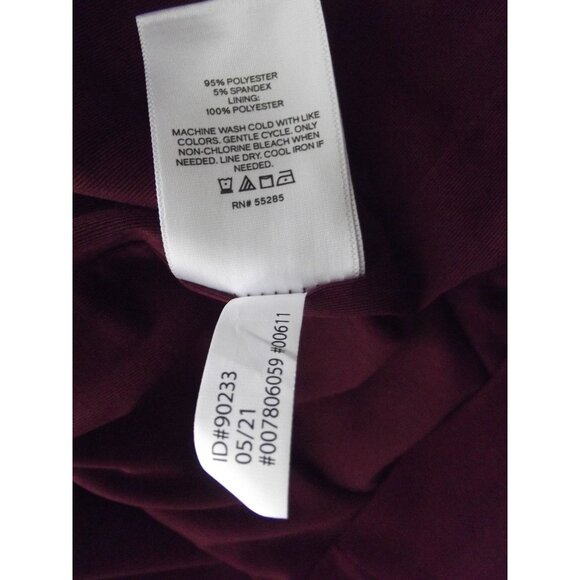 95% POLYESTER
5% SPANDEX
LINING:
100% POLYESTER
MACHINE WASH COLD WITH LIKE
COLORS. GENTLE CYCLE. ONLY
NON-CHLORINE BLEACH WHEN
NEEDED. LINE DRY. COOL IRON IF
NEEDED.
RN# 55285
ID#90233
05/21
#007806059 #00611